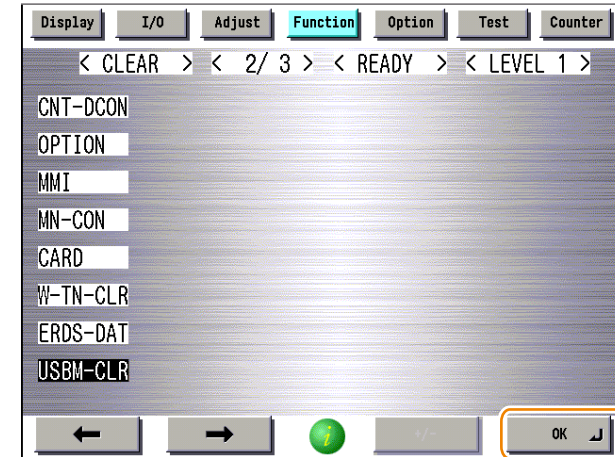 Display I/O Adjust Function Option Test Counter
< CLEAR > < 2/ 3 > < READY > < LEVEL 1 >
CNT-DCON
OPTION
MMI
MN-CON
CARD
W-TN-CLR
ERDS-DAT
USBM-CLR
← → i +/- OK ┘